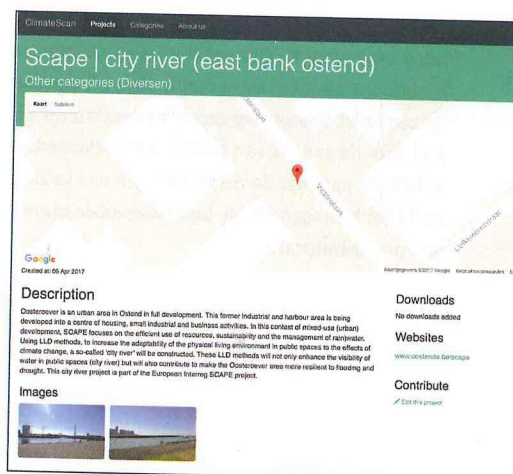 ClimateScan Projects Categories About us
Scape | city river (east bank ostend)
Other categories (Diversen)
Kaart Satelliet
Victorialaan
Google
Created at: 05 Apr 2017
Kaartgegevens ©2017 Google Gebruiksvoorwaarden
Description
Oosteroever is an urban area in Ostend in full development. This former industrial and harbour area is being
developed into a centre of housing, small industrial and business activities. In this context of mixed-use (urban)
development, SCAPE focuses on the efficient use of resources, sustainability and the management of rainwater.
Using LLD methods, to increase the adaptability of the physical living environment in public spaces to the effects of
climate change, a so-called 'city river' will be constructed. These LLD methods will not only enhance the visibility of
water in public spaces (city river) but will also contribute to make the Oosteroever area more resilient to flooding and
drought. This city river project is part of the European Interreg SCAPE project.
Images
Downloads
No downloads added
Websites
www.oostende.be/scape
Contribute
Edit this project